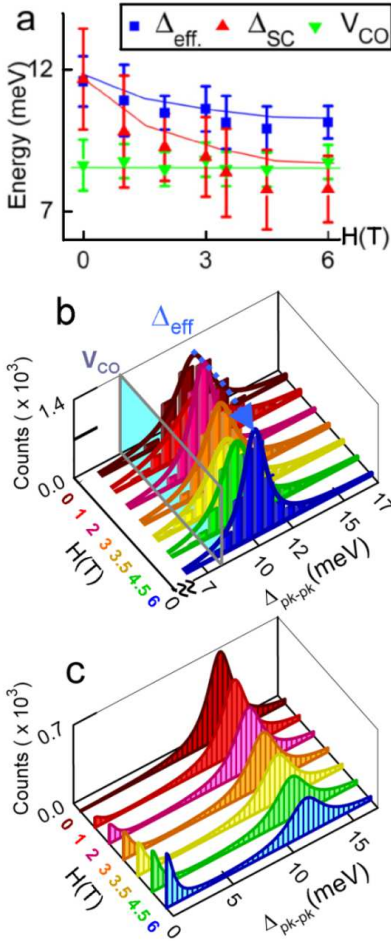 a
Δeff. ΔSC VCO
Energy (meV)
12
7
0 3 6
H(T)
b
Δeff
VCO
Counts ( x 10³)
1.4
0.0
0 1 2 3 3.5 4.5 6
H(T)
0 7 10 12 15 17
Δpk-pk(meV)
c
Counts ( x 10³)
0.7
0.0
0 1 2 3 3.5 4.5 6
H(T)
0 5 10 15
Δpk-pk(meV)